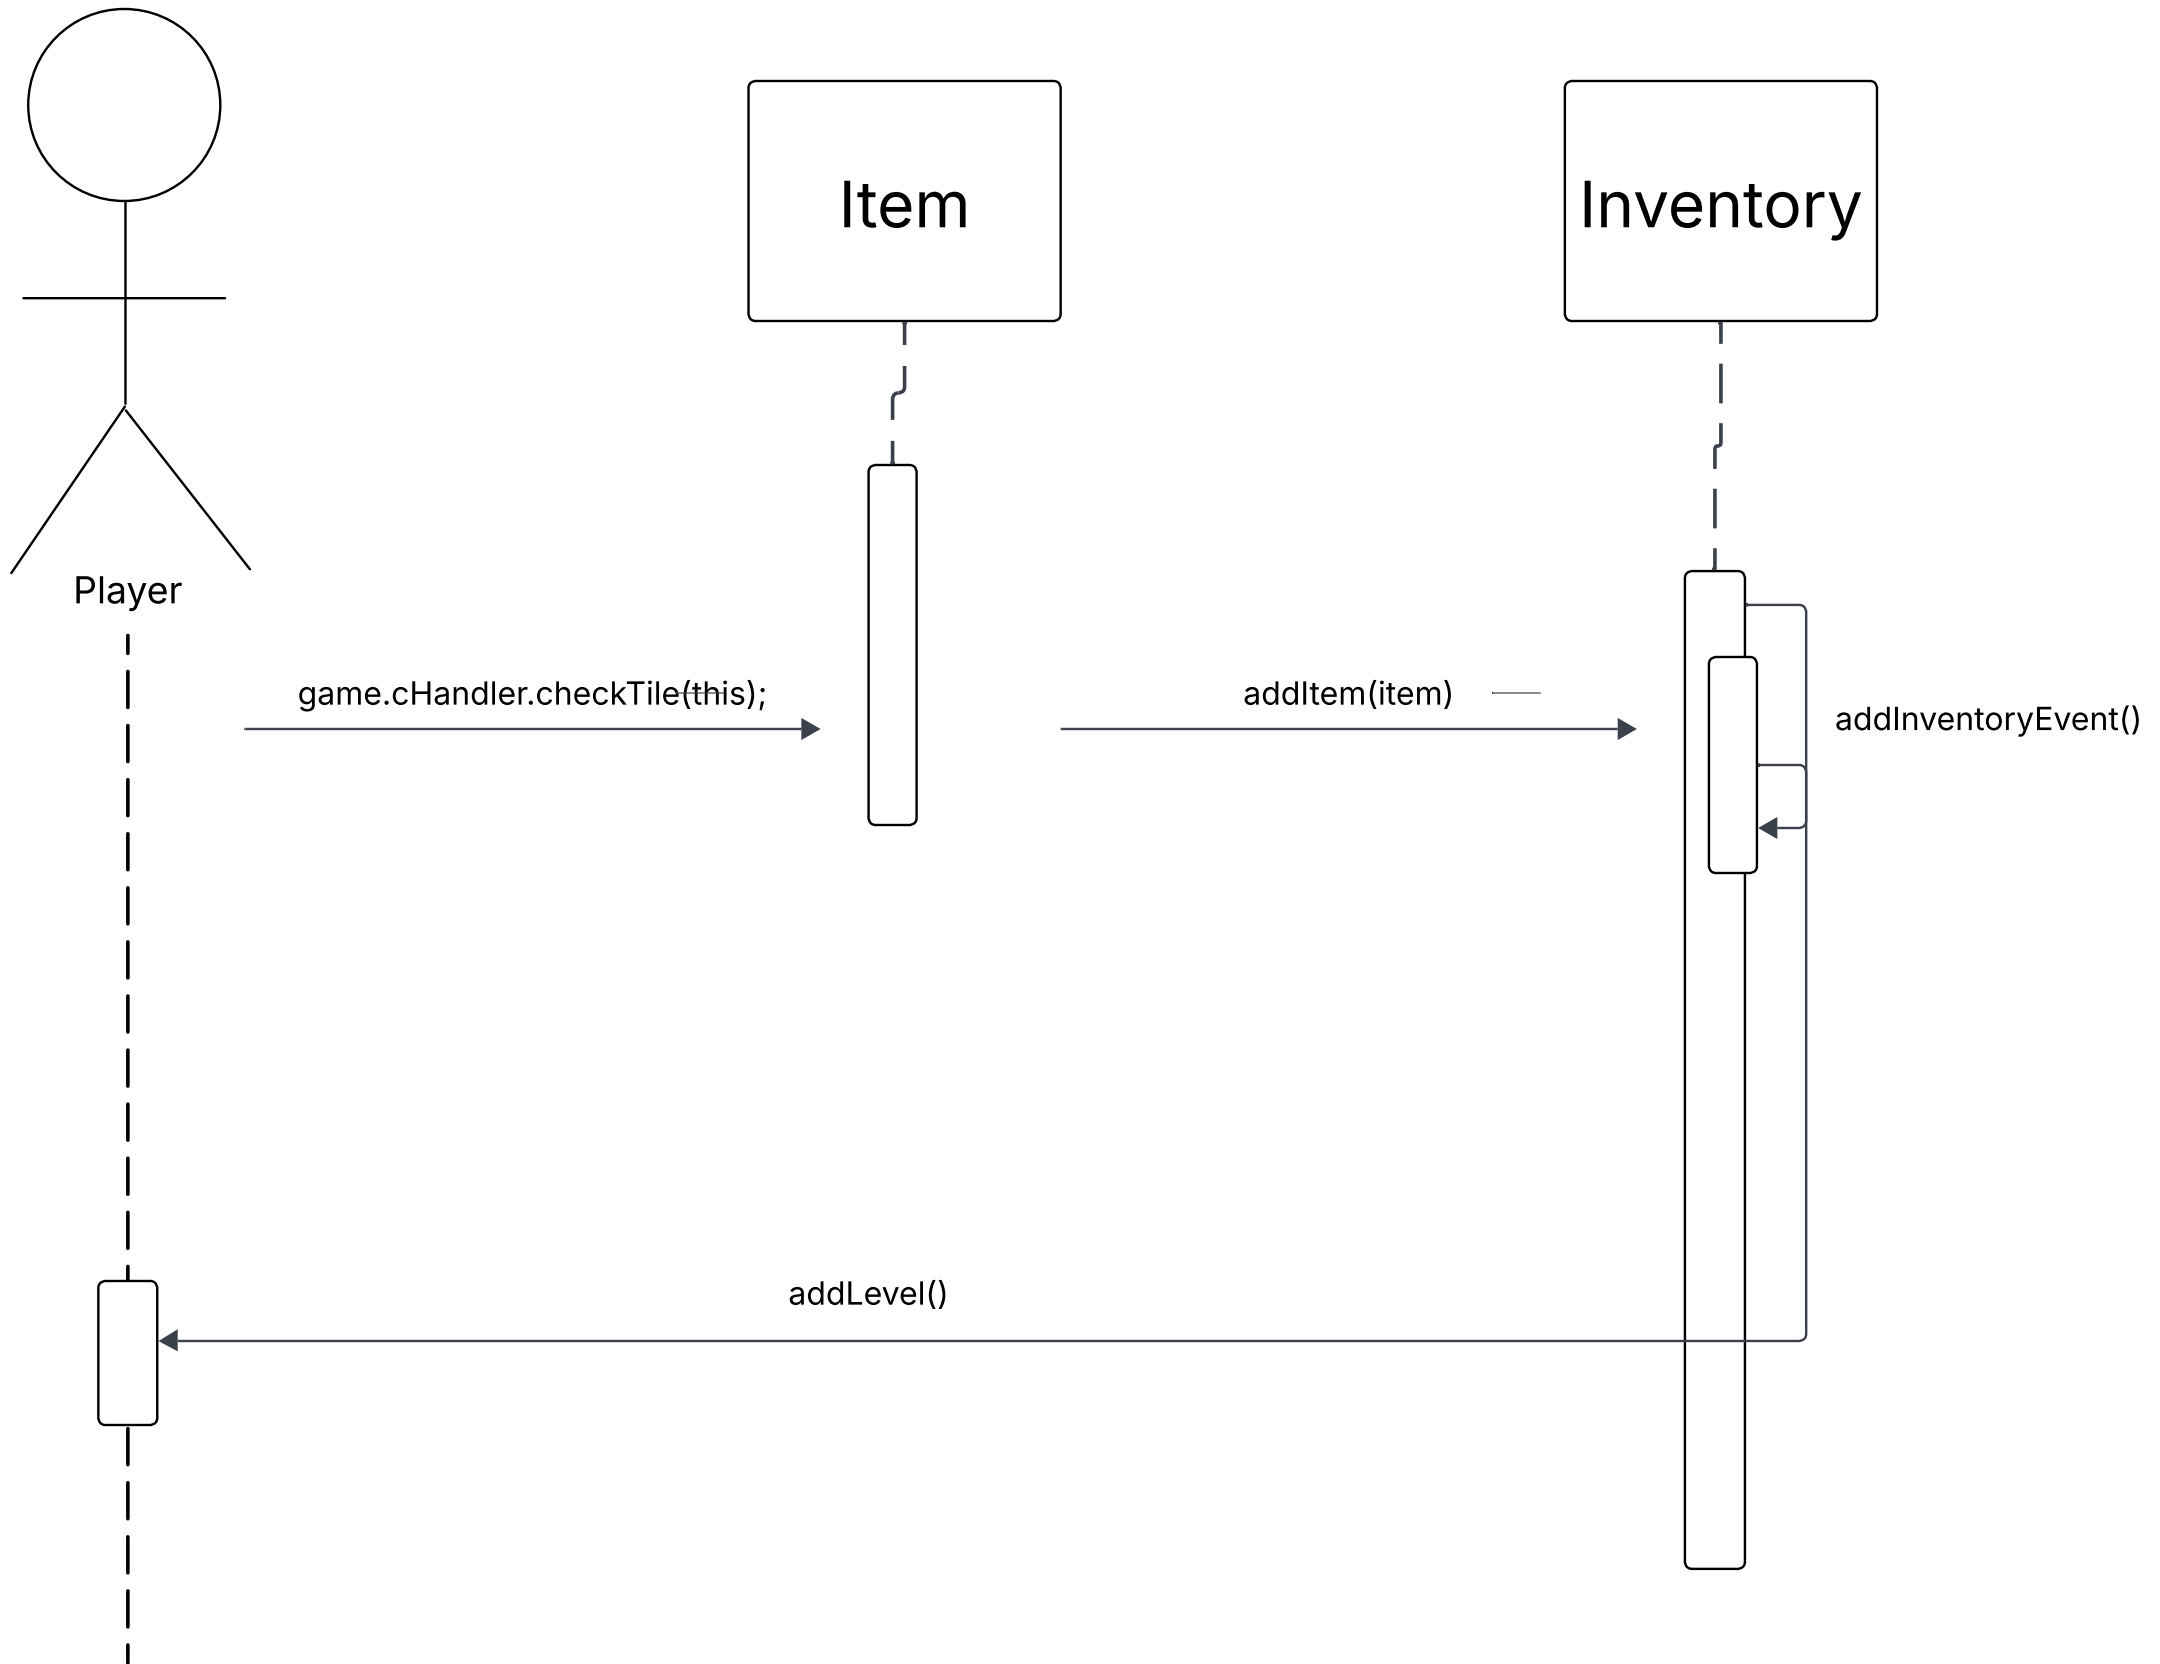 Item
Inventory
Player
game.cHandler.checkTile(this);
addItem(item)
addInventoryEvent()
addLevel()